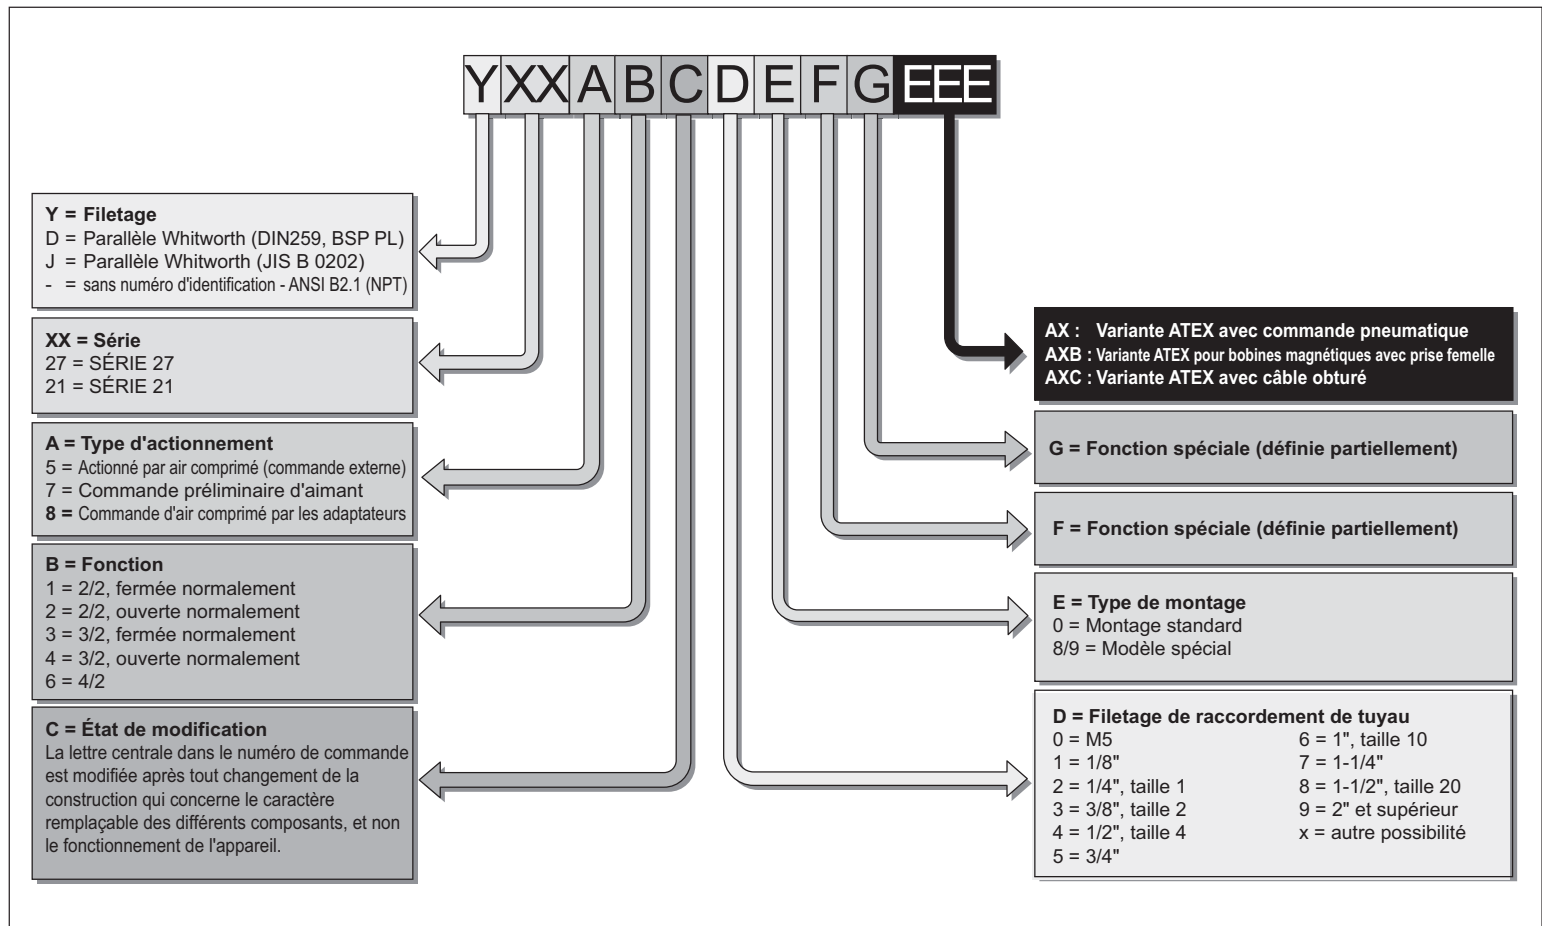 YXXABCDEFGEEE
Y = Filetage
D = Parallèle Whitworth (DIN259, BSP PL)
J = Parallèle Whitworth (JIS B 0202)
- = sans numéro d'identification - ANSI B2.1 (NPT)
XX = Série
27 = SÉRIE 27
21 = SÉRIE 21
A = Type d'actionnement
5 = Actionné par air comprimé (commande externe)
7 = Commande préliminaire d'aimant
8 = Commande d'air comprimé par les adaptateurs
B = Fonction
1 = 2/2, fermée normalement
2 = 2/2, ouverte normalement
3 = 3/2, fermée normalement
4 = 3/2, ouverte normalement
6 = 4/2
C = État de modification
La lettre centrale dans le numéro de commande
est modifiée après tout changement de la
construction qui concerne le caractère
remplaçable des différents composants, et non
le fonctionnement de l'appareil.
AX : Variante ATEX avec commande pneumatique
AXB : Variante ATEX pour bobines magnétiques avec prise femelle
AXC : Variante ATEX avec câble obturé
G = Fonction spéciale (définie partiellement)
F = Fonction spéciale (définie partiellement)
E = Type de montage
0 = Montage standard
8/9 = Modèle spécial
D = Filetage de raccordement de tuyau
0 = M5
1 = 1/8"
2 = 1/4", taille 1
3 = 3/8", taille 2
4 = 1/2", taille 4
5 = 3/4"
6 = 1", taille 10
7 = 1-1/4"
8 = 1-1/2", taille 20
9 = 2" et supérieur
x = autre possibilité